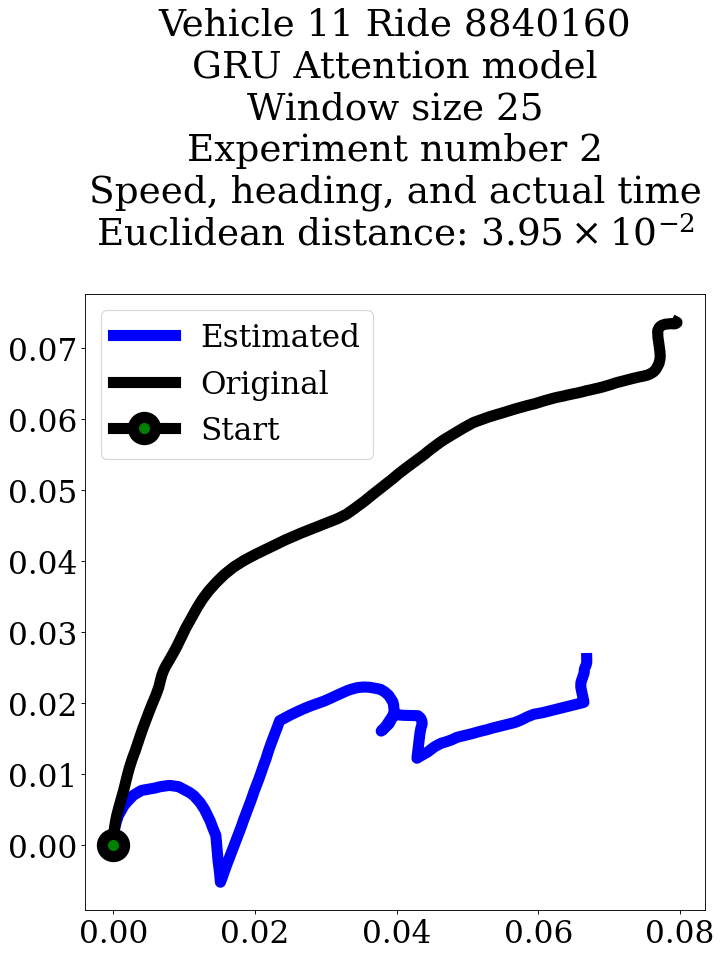 Vehicle 11 Ride 8840160
GRU Attention model
Window size 25
Experiment number 2
Speed, heading, and actual time
Euclidean distance: 3.95 × 10⁻²
Estimated
Original
Start
0.07
0.06
0.05
0.04
0.03
0.02
0.01
0.00
0.00 0.02 0.04 0.06 0.08